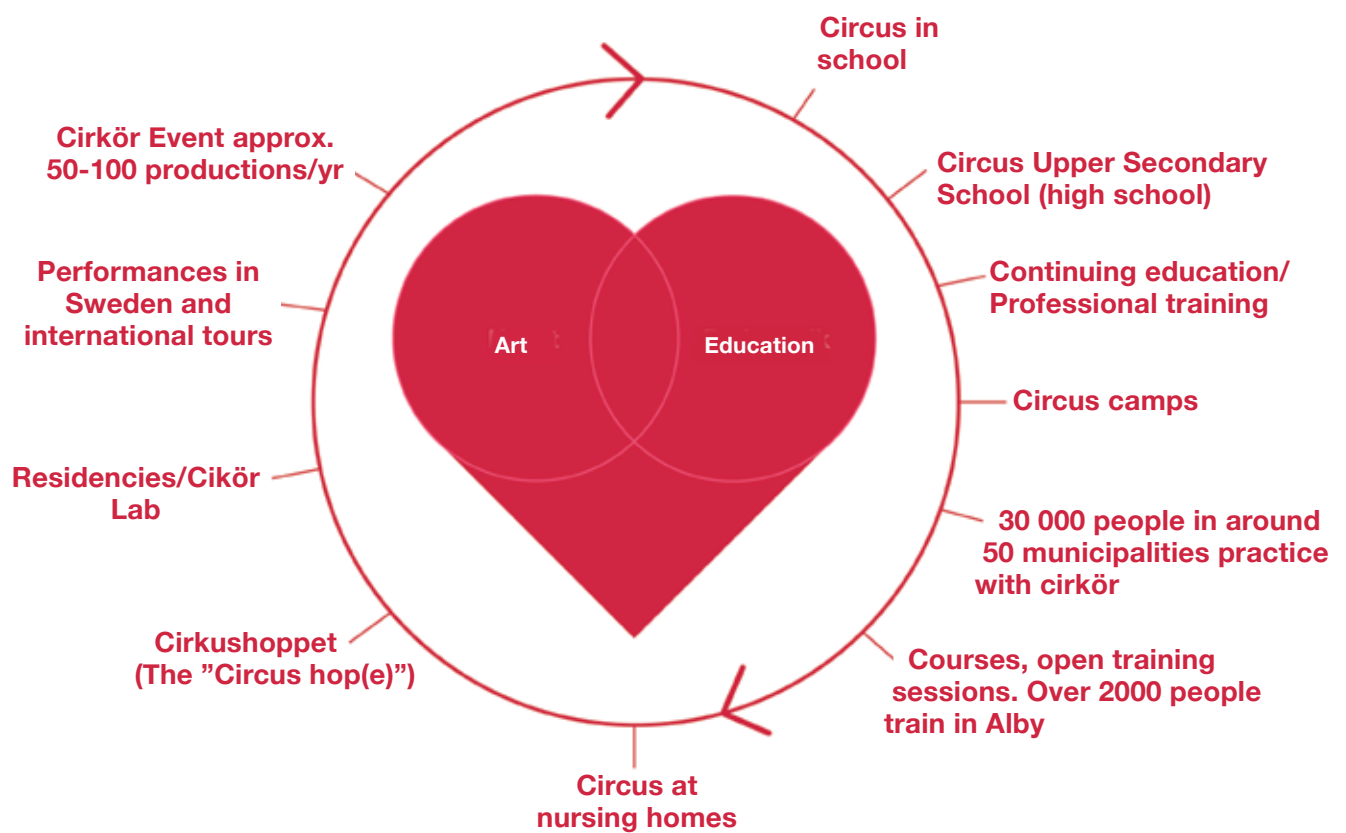 Circus in
school
Circus Upper Secondary
School (high school)
Continuing education/
Professional training
Circus camps
30 000 people in around
50 municipalities practice
with cirkör
Courses, open training
sessions. Over 2000 people
train in Alby
Circus at
nursing homes
Cirkushoppet
(The ”Circus hop(e)”)
Residencies/Cikör
Lab
Performances in
Sweden and
international tours
Cirkör Event approx.
50-100 productions/yr
Art
Education